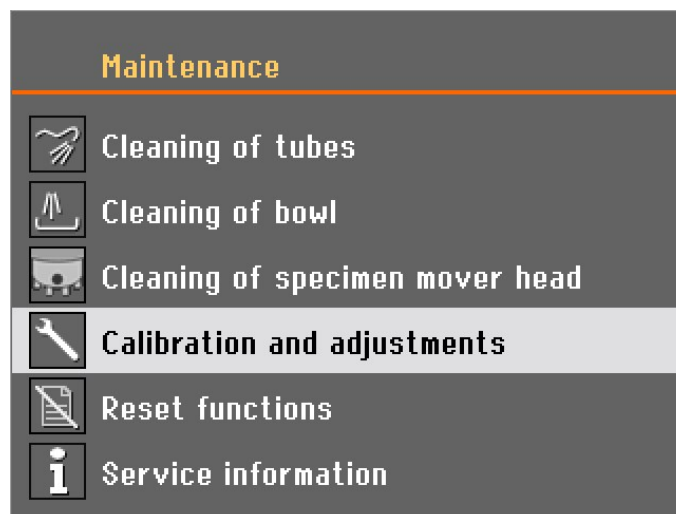 Maintenance
Cleaning of tubes
Cleaning of bowl
Cleaning of specimen mover head
Calibration and adjustments
Reset functions
Service information